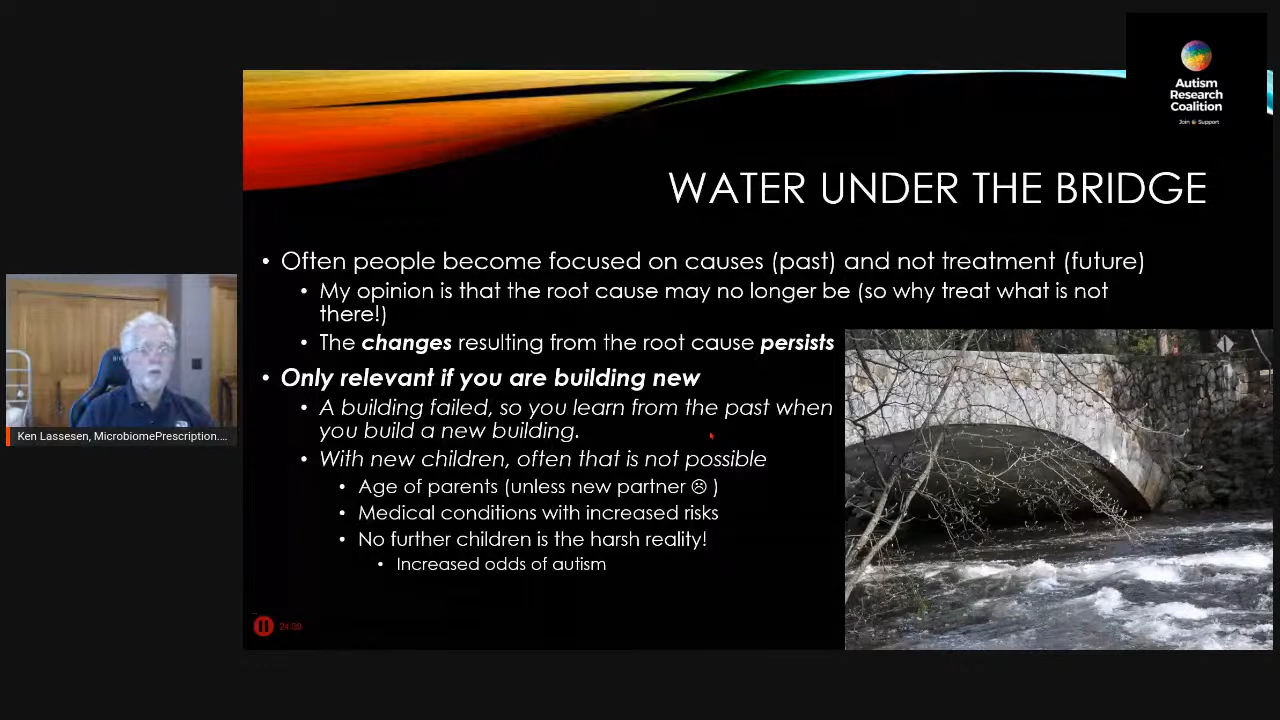 Autism
Research
Coalition
Join Support
WATER UNDER THE BRIDGE
• Often people become focused on causes (past) and not treatment (future)
• My opinion is that the root cause may no longer be (so why treat what is not
there!)
• The changes resulting from the root cause persists
• Only relevant if you are building new
• A building failed, so you learn from the past when
you build a new building.
• With new children, often that is not possible
• Age of parents (unless new partner ☹ )
• Medical conditions with increased risks
• No further children is the harsh reality!
• Increased odds of autism
Ken Lassesen, MicrobiomePrescription....